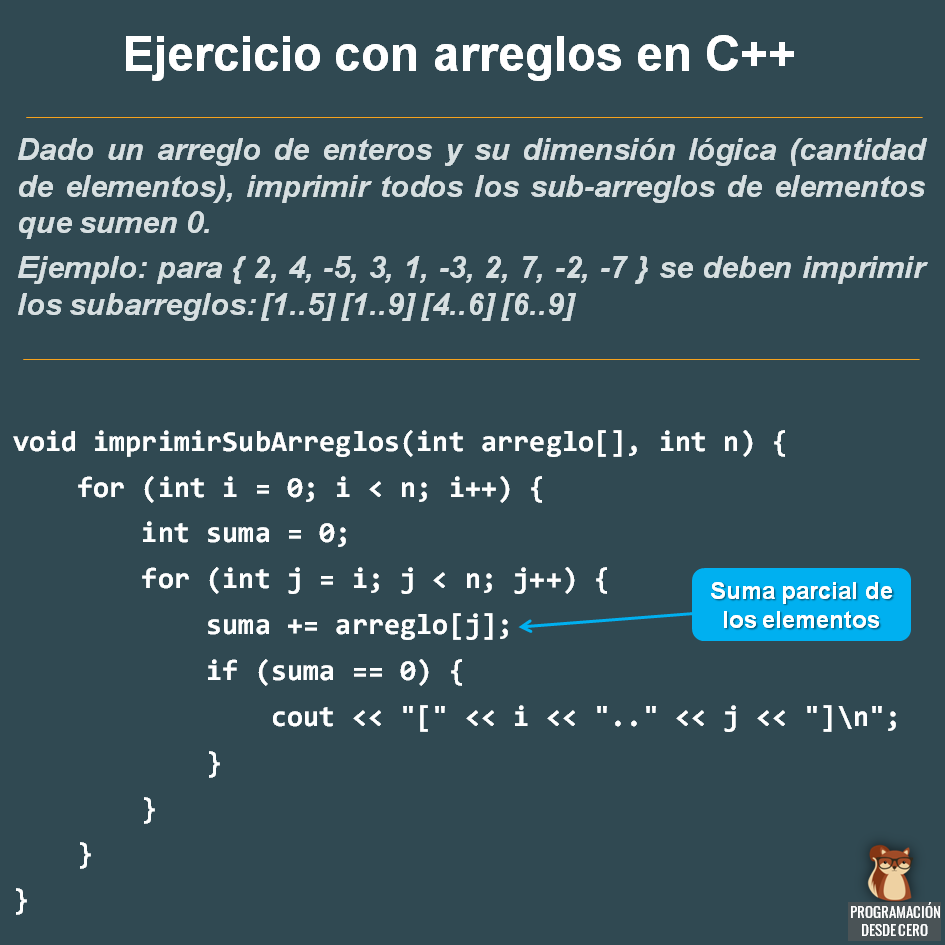 Ejercicio con arreglos en C++
Dado un arreglo de enteros y su dimensión lógica (cantidad
de elementos), imprimir todos los sub-arreglos de elementos
que sumen 0.
Ejemplo: para { 2, 4, -5, 3, 1, -3, 2, 7, -2, -7 } se deben imprimir
los subarreglos: [1..5] [1..9] [4..6] [6..9]
void imprimirSubArreglos(int arreglo[], int n) {
    for (int i = 0; i < n; i++) {
        int suma = 0;
        for (int j = i; j < n; j++) {
            suma += arreglo[j];
Suma parcial de
los elementos
            if (suma == 0) {
                cout << "[" << i << ".." << j << "]\n";
            }
        }
    }
}
PROGRAMACIÓN
DESDE CERO